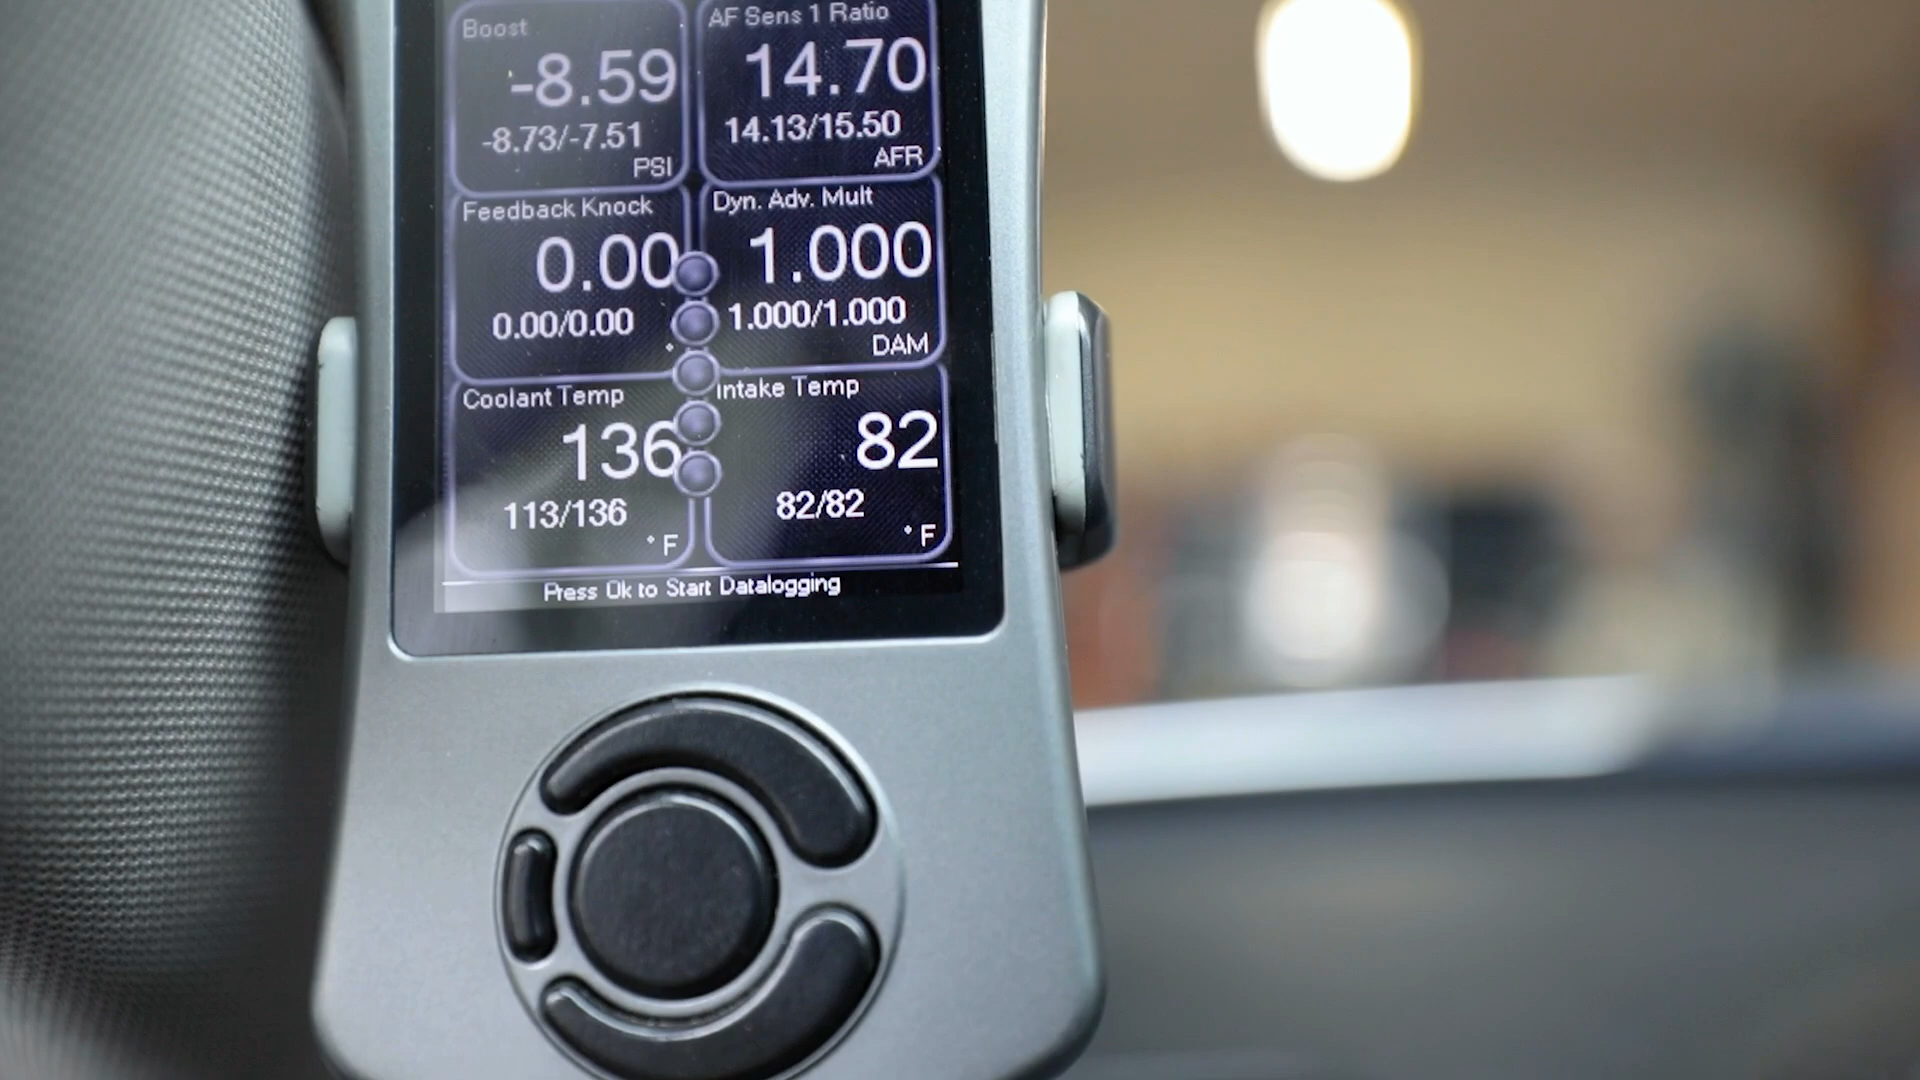 Boost
-8.59
-8.73/-7.51
PSI
AF Sens 1 Ratio
14.70
14.13/15.50
AFR
Feedback Knock
0.00
0.00/0.00
°
Dyn. Adv. Mult
1.000
1.000/1.000
DAM
Coolant Temp
136
113/136
°F
Intake Temp
82
82/82
°F
Press Ok to Start Datalogging